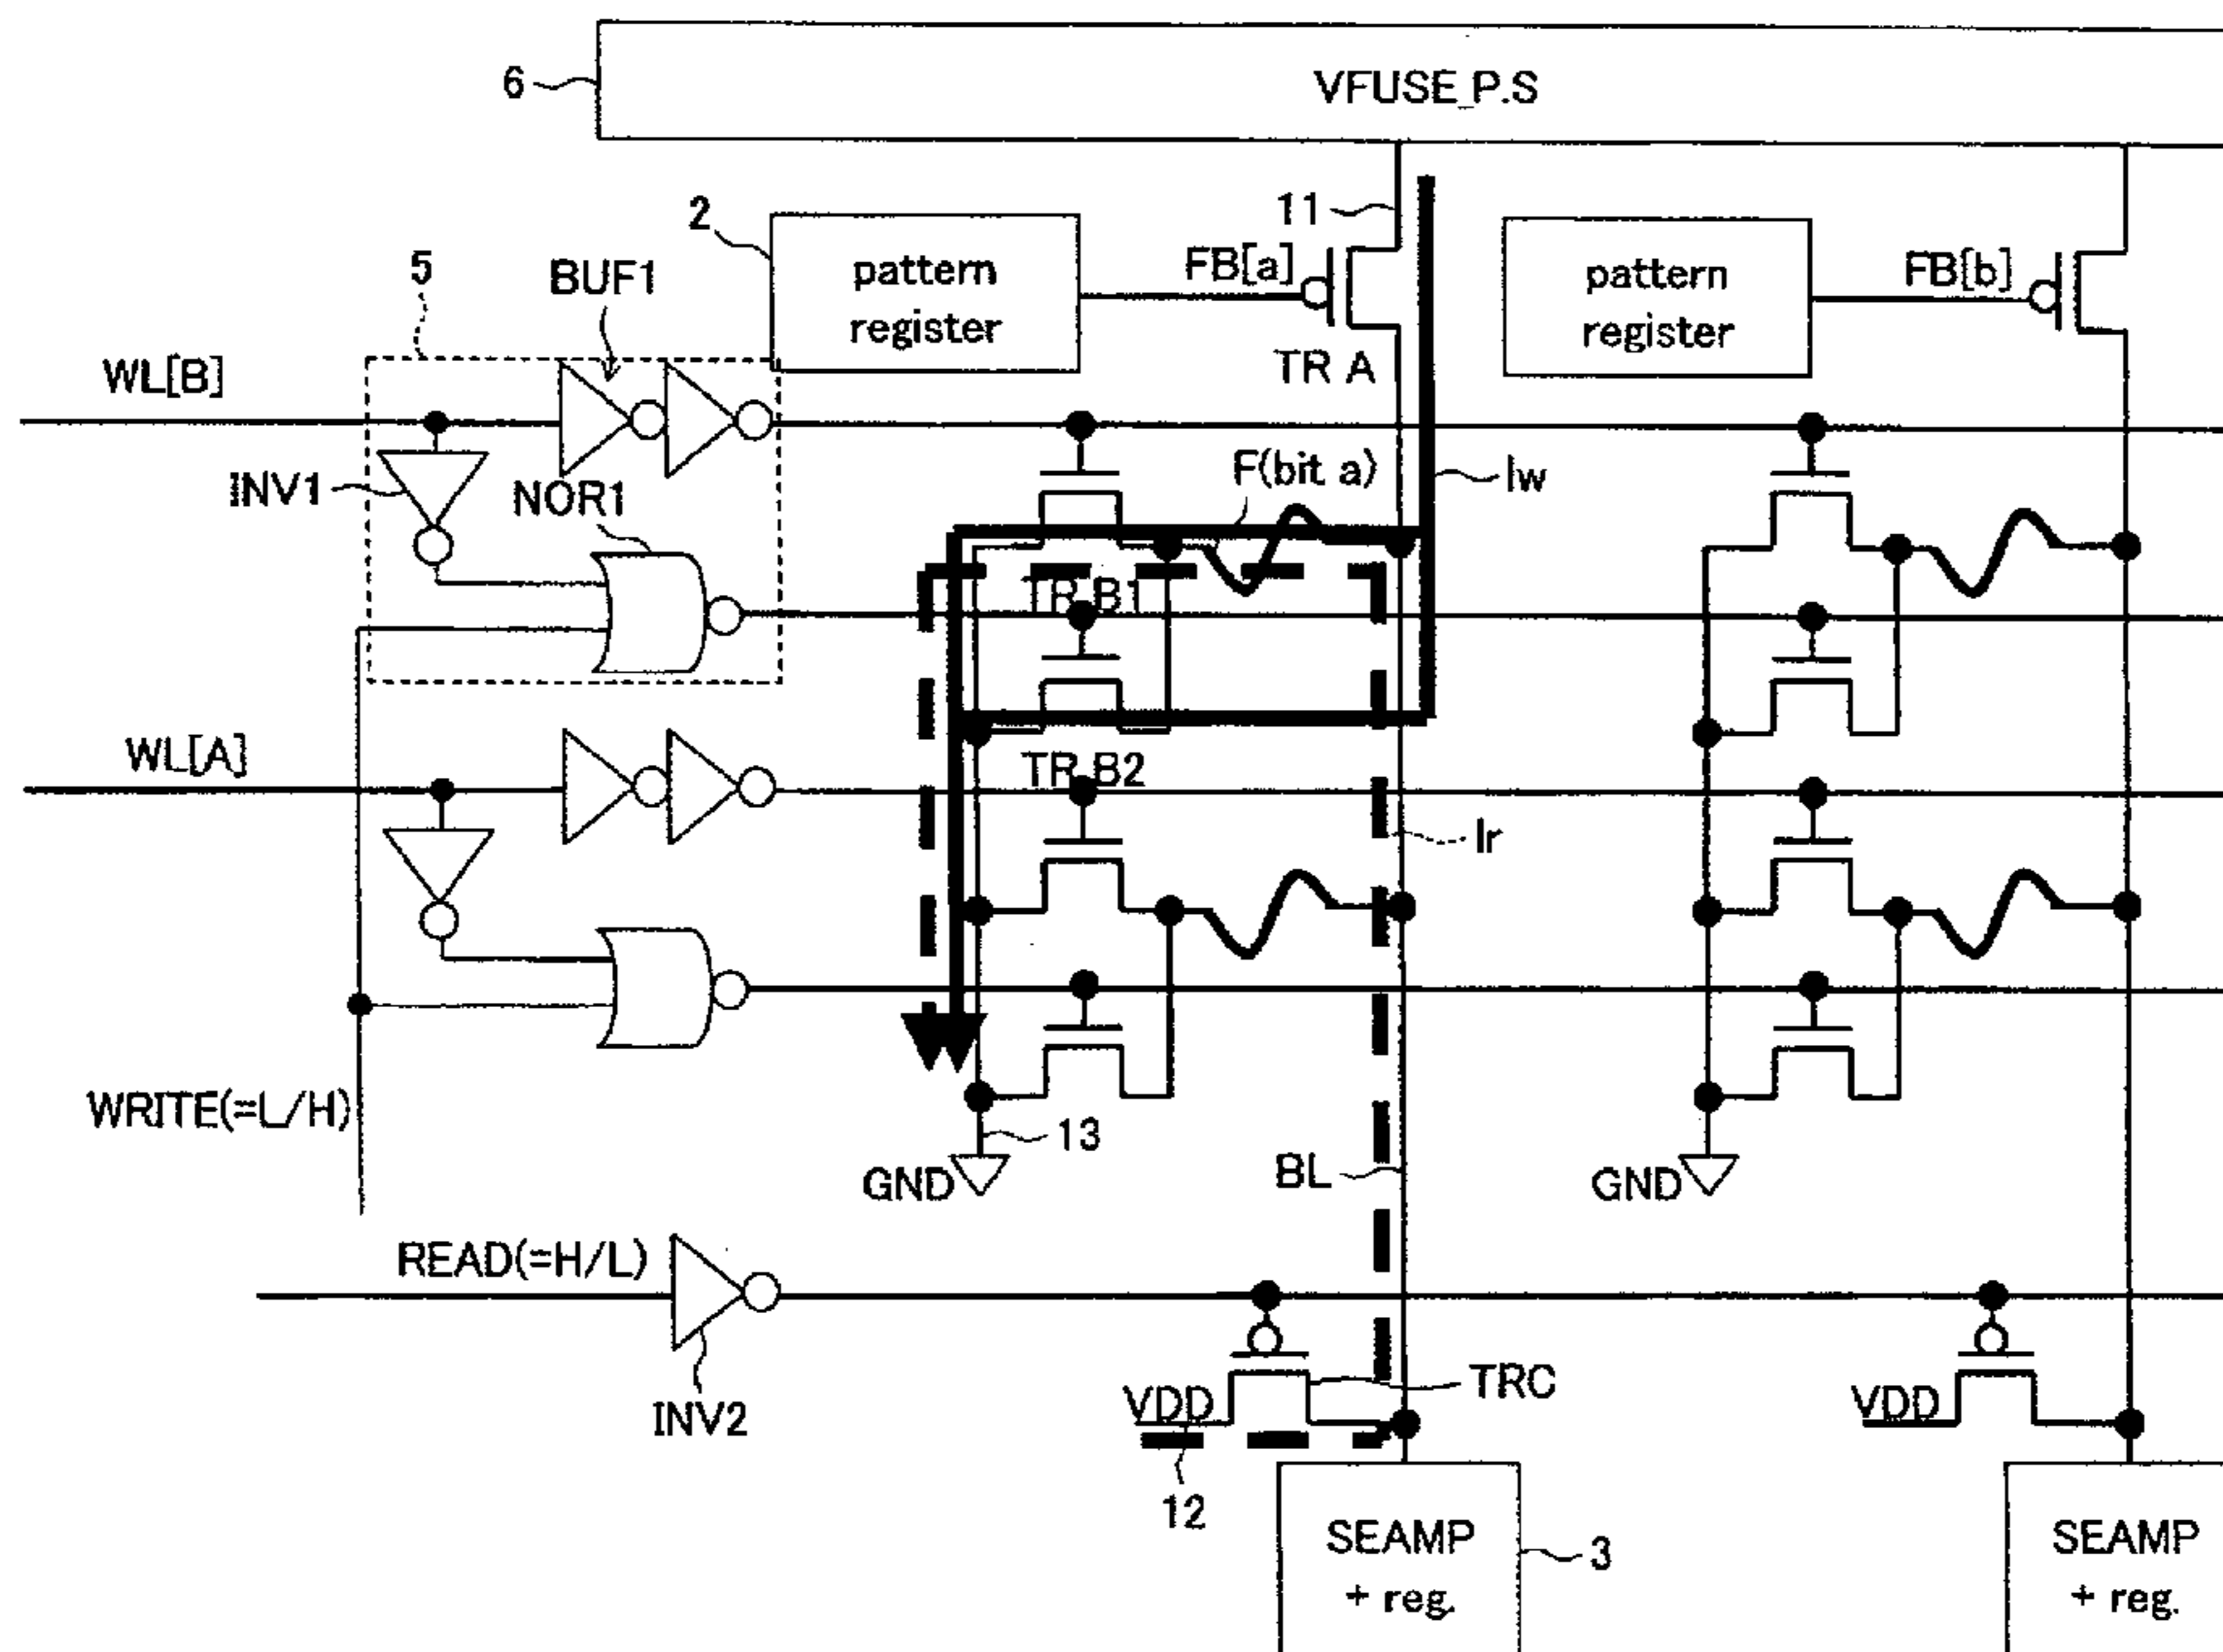 6
VFUSE_P.S
2
11
pattern
register
FB[a]
pattern
register
FB[b]
5
BUF1
TR A
WL[B]
INV1
NOR1
F(bit a)
Iw
TR B1
WL[A]
TR B2
Ir
WRITE(=L/H)
13
GND
BL
GND
READ(=H/L)
INV2
VDD
TRC
VDD
12
SEAMP
+ reg.
3
SEAMP
+ reg.